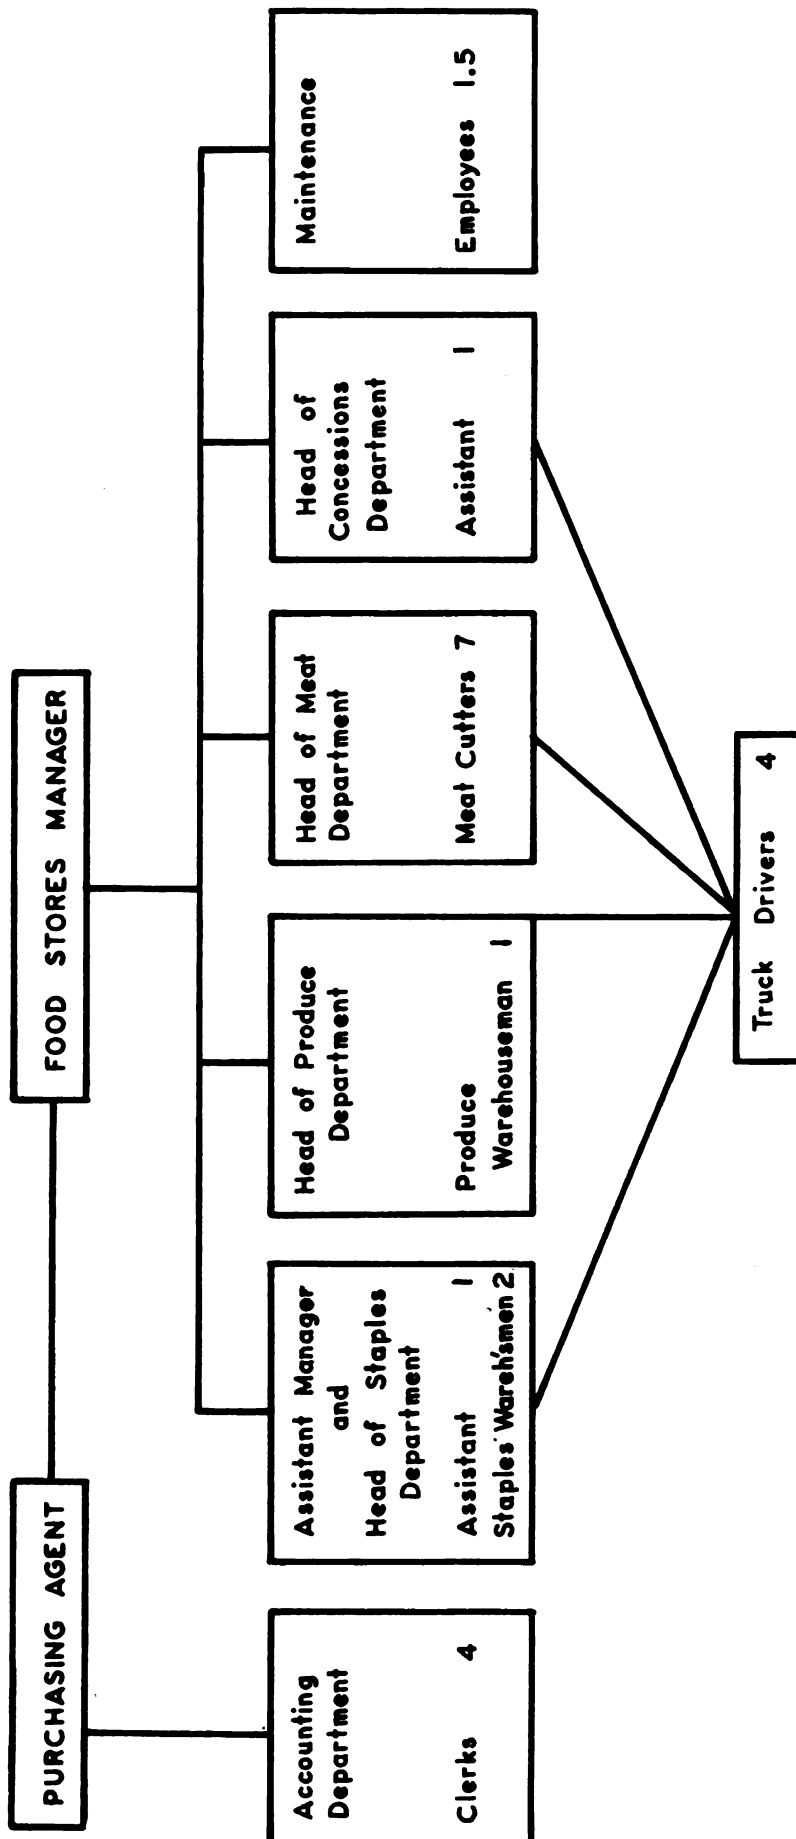 PURCHASING AGENT
FOOD STORES MANAGER
Accounting
Department
Clerks 4
Assistant Manager
and
Head of Staples
Department
Assistant 1
Staples' Wareh'smen 2
Head of Produce
Department
Produce
Warehouseman 1
Head of Meat
Department
Meat Cutters 7
Head of
Concessions
Department
Assistant 1
Maintenance
Employees 1.5
Truck Drivers 4